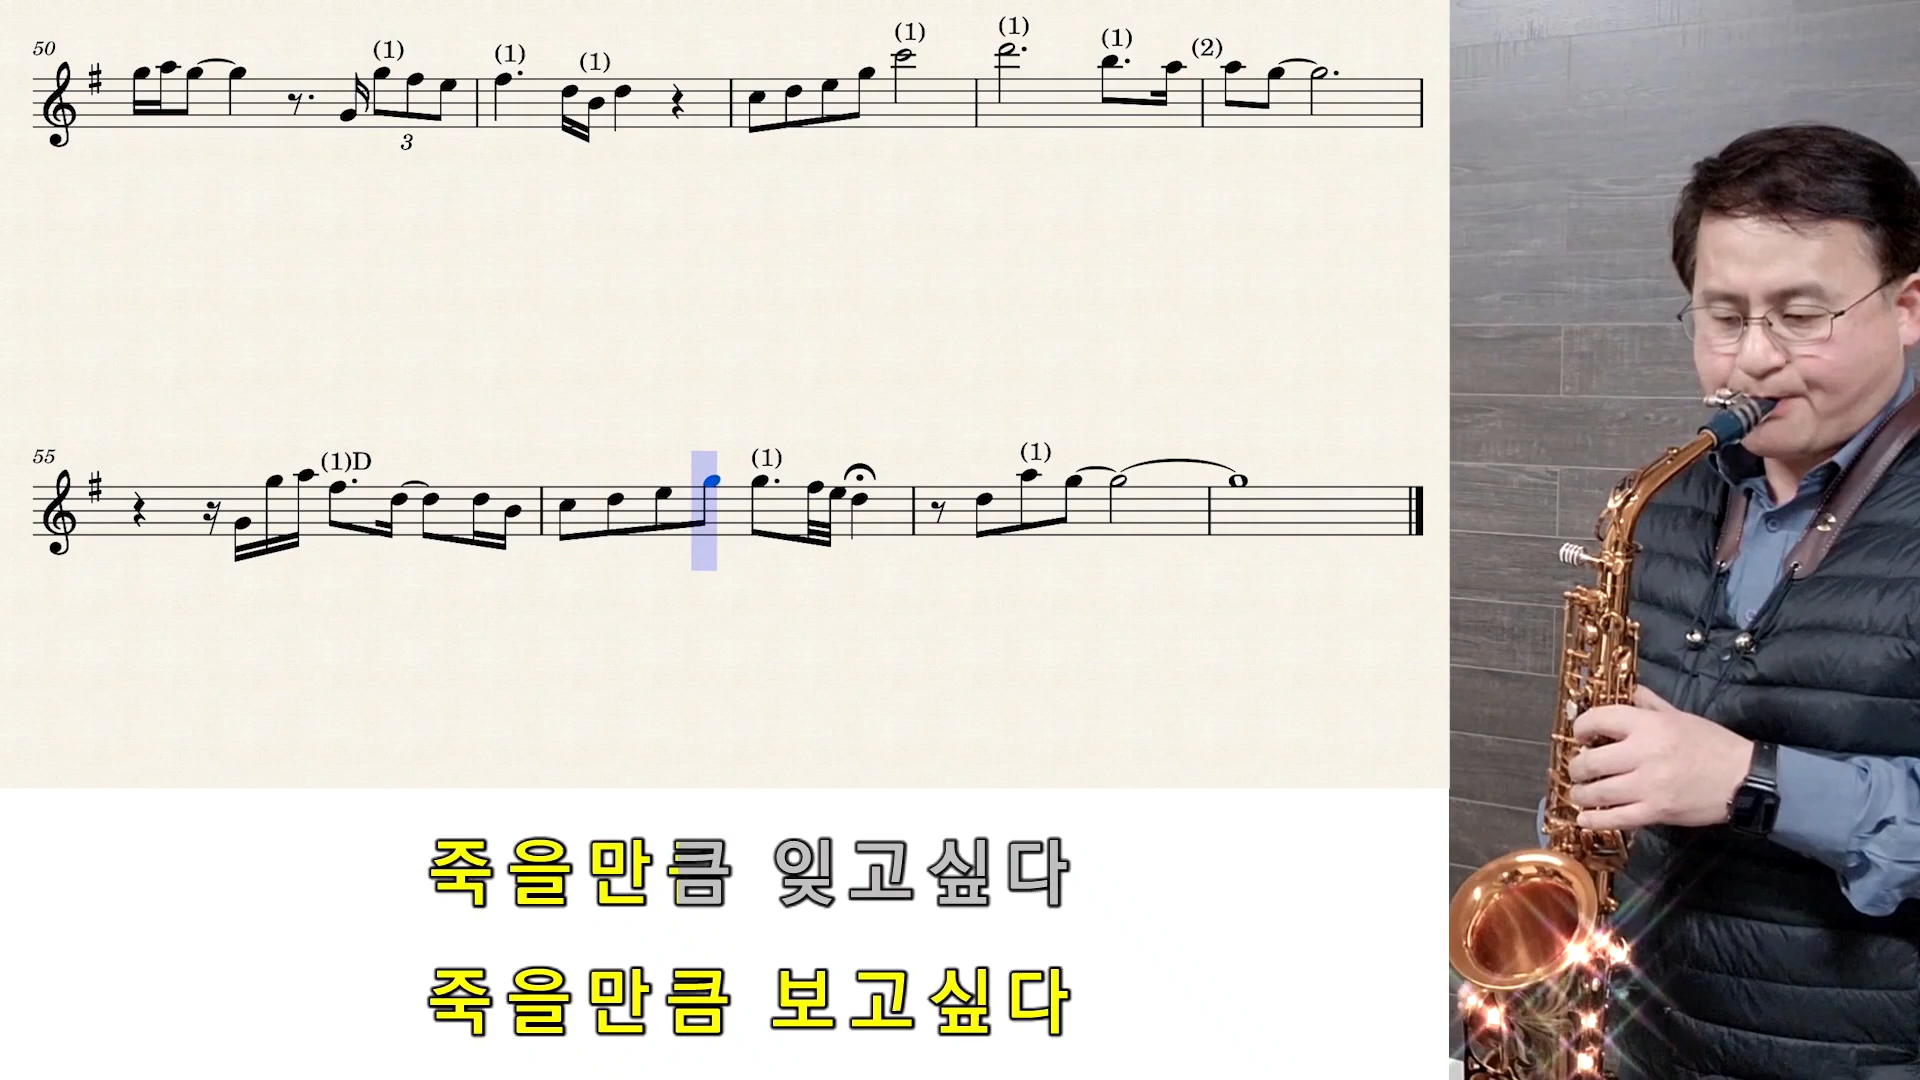 50
(1) (1) (1) (1) (1) (1) (2)
3
55
(1)D (1) (1)
죽을만큼 잊고싶다
죽을만큼 보고싶다